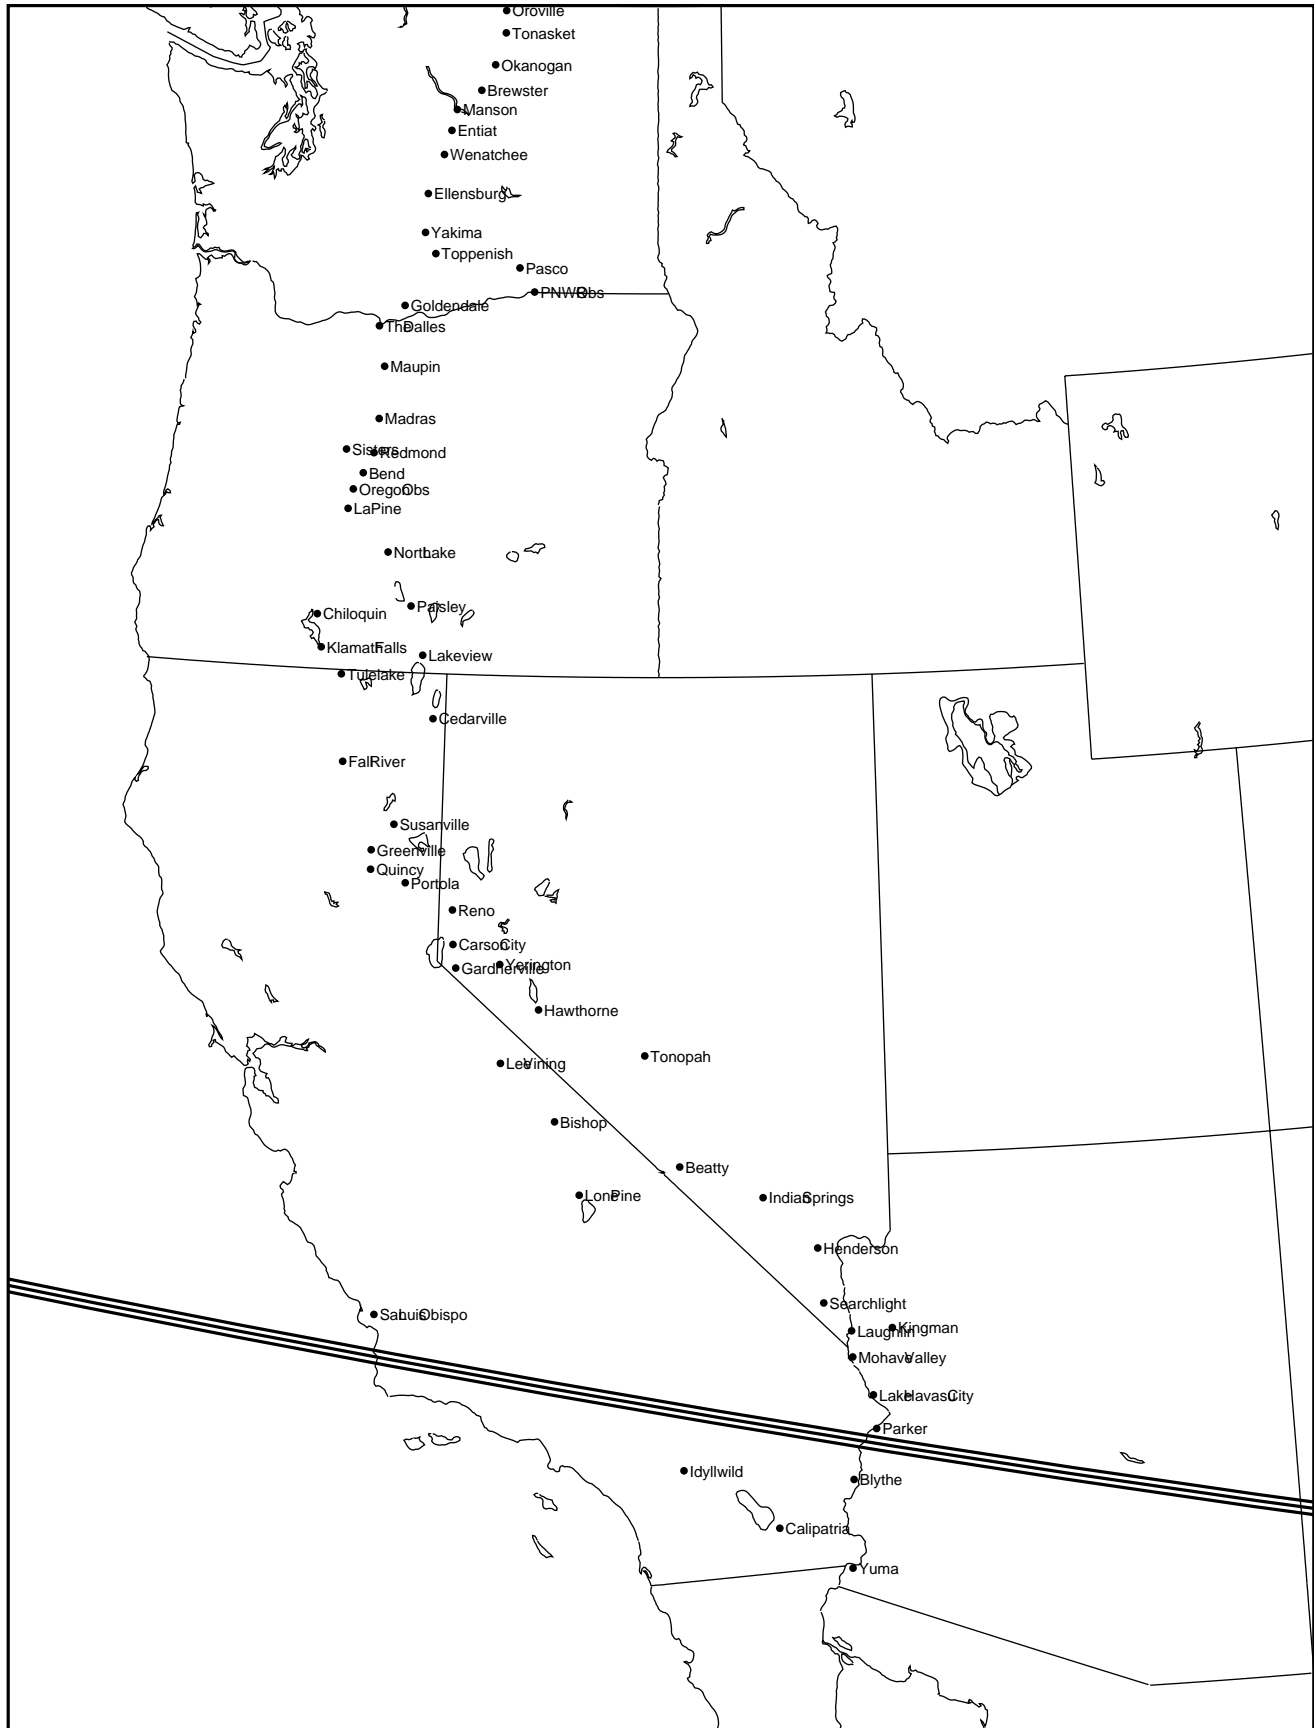 Oroville
Tonasket
Okanogan
Brewster
Manson
Entiat
Wenatchee
Ellensburg
Yakima
Toppenish
Pasco
PNWRObs
Goldendale
TheDalles
Maupin
Madras
Sisters
Redmond
Bend
OregonObs
LaPine
NorthLake
Paisley
Chiloquin
KlamathFalls
Lakeview
Tulelake
Cedarville
FallRiver
Susanville
Greenville
Quincy
Portola
Reno
CarsonCity
Yerington
Gardnerville
Hawthorne
Tonopah
LeeVining
Bishop
Beatty
LonePine
IndianSprings
Henderson
Searchlight
SanLuisObispo
Kingman
Laughlin
MohaveValley
LakeHavasuCity
Parker
Idyllwild
Blythe
Calipatria
Yuma